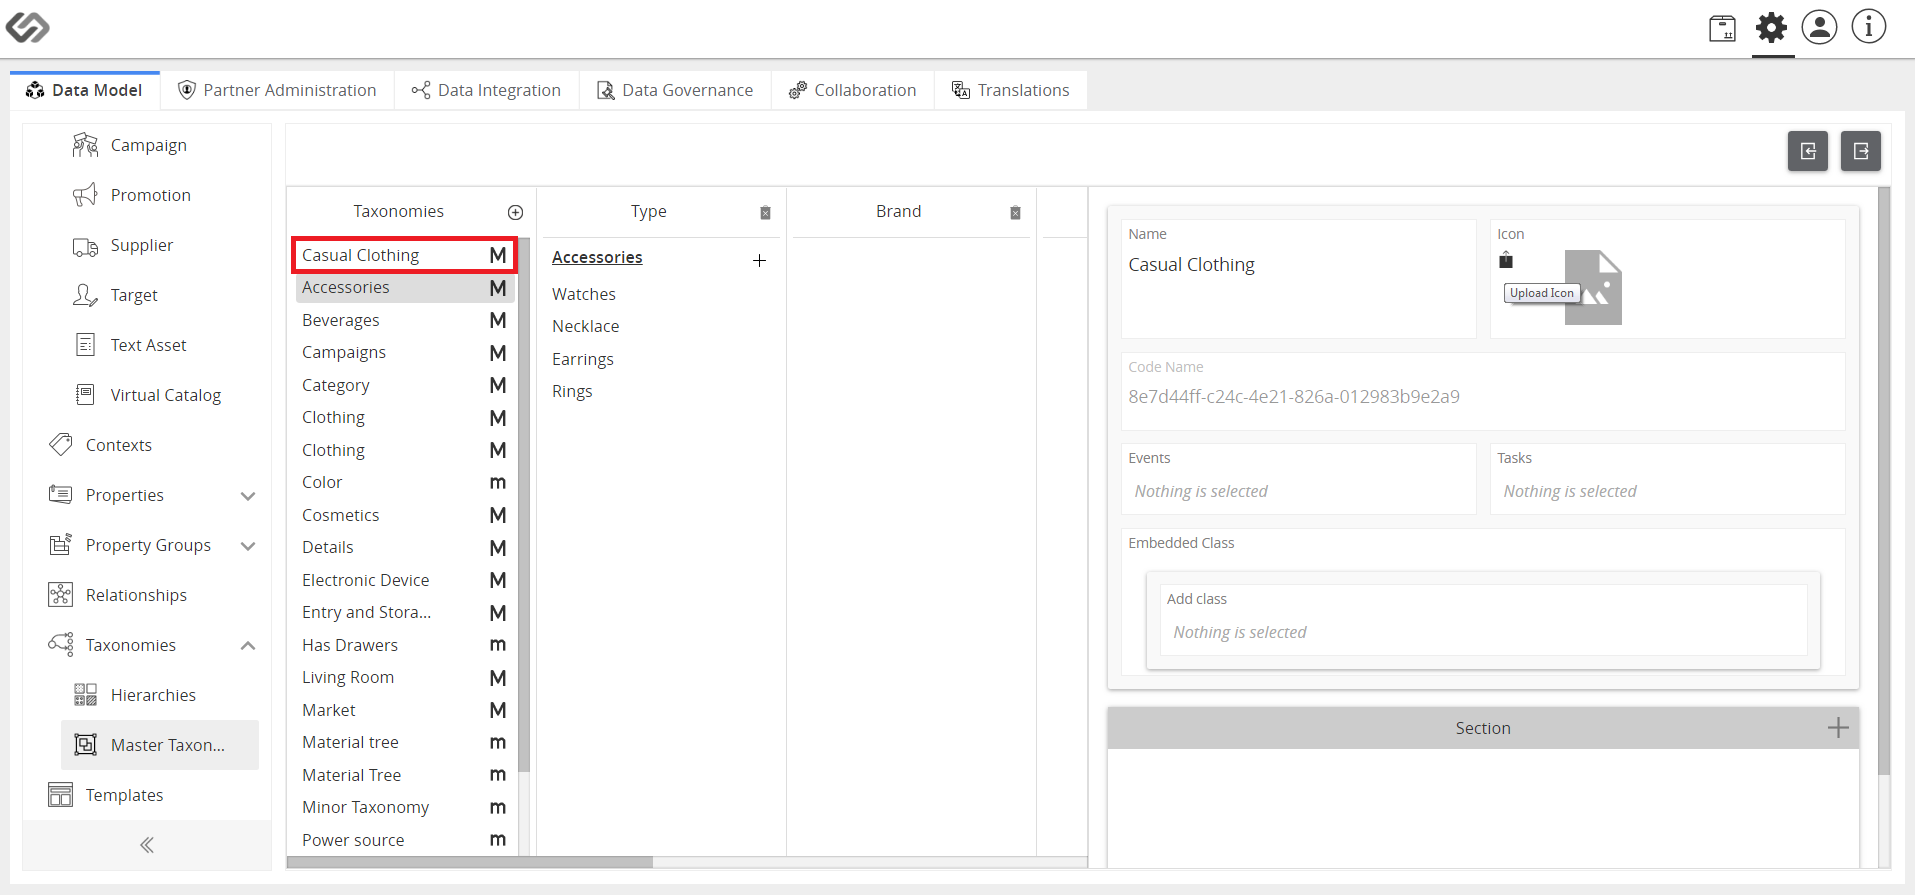 Data Model
Partner Administration
Data Integration
Data Governance
Collaboration
Translations
Campaign
Promotion
Supplier
Target
Text Asset
Virtual Catalog
Contexts
Properties
Property Groups
Relationships
Taxonomies
Hierarchies
Master Taxon...
Templates
Taxonomies
Casual Clothing M
Accessories M
Beverages M
Campaigns M
Category M
Clothing M
Clothing M
Color m
Cosmetics M
Details M
Electronic Device M
Entry and Stora... M
Has Drawers m
Living Room M
Market M
Material tree m
Material Tree m
Minor Taxonomy m
Power source m
Type
Accessories
Watches
Necklace
Earrings
Rings
Brand
Name
Casual Clothing
Icon
Upload Icon
Code Name
8e7d44ff-c24c-4e21-826a-012983b9e2a9
Events
Nothing is selected
Tasks
Nothing is selected
Embedded Class
Add class
Nothing is selected
Section